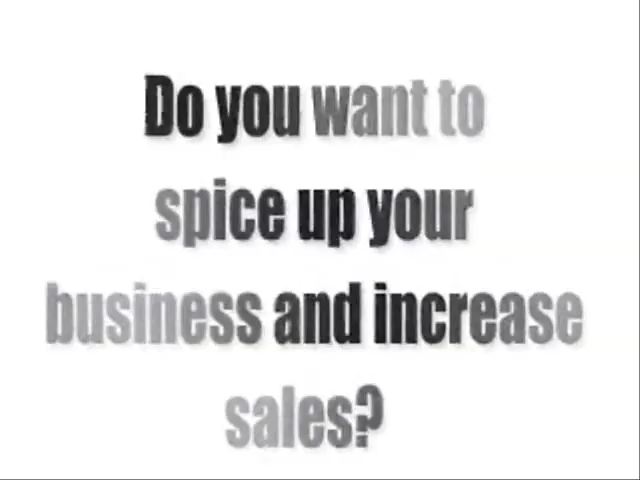 Do you want to
spice up your
business and increase
sales?